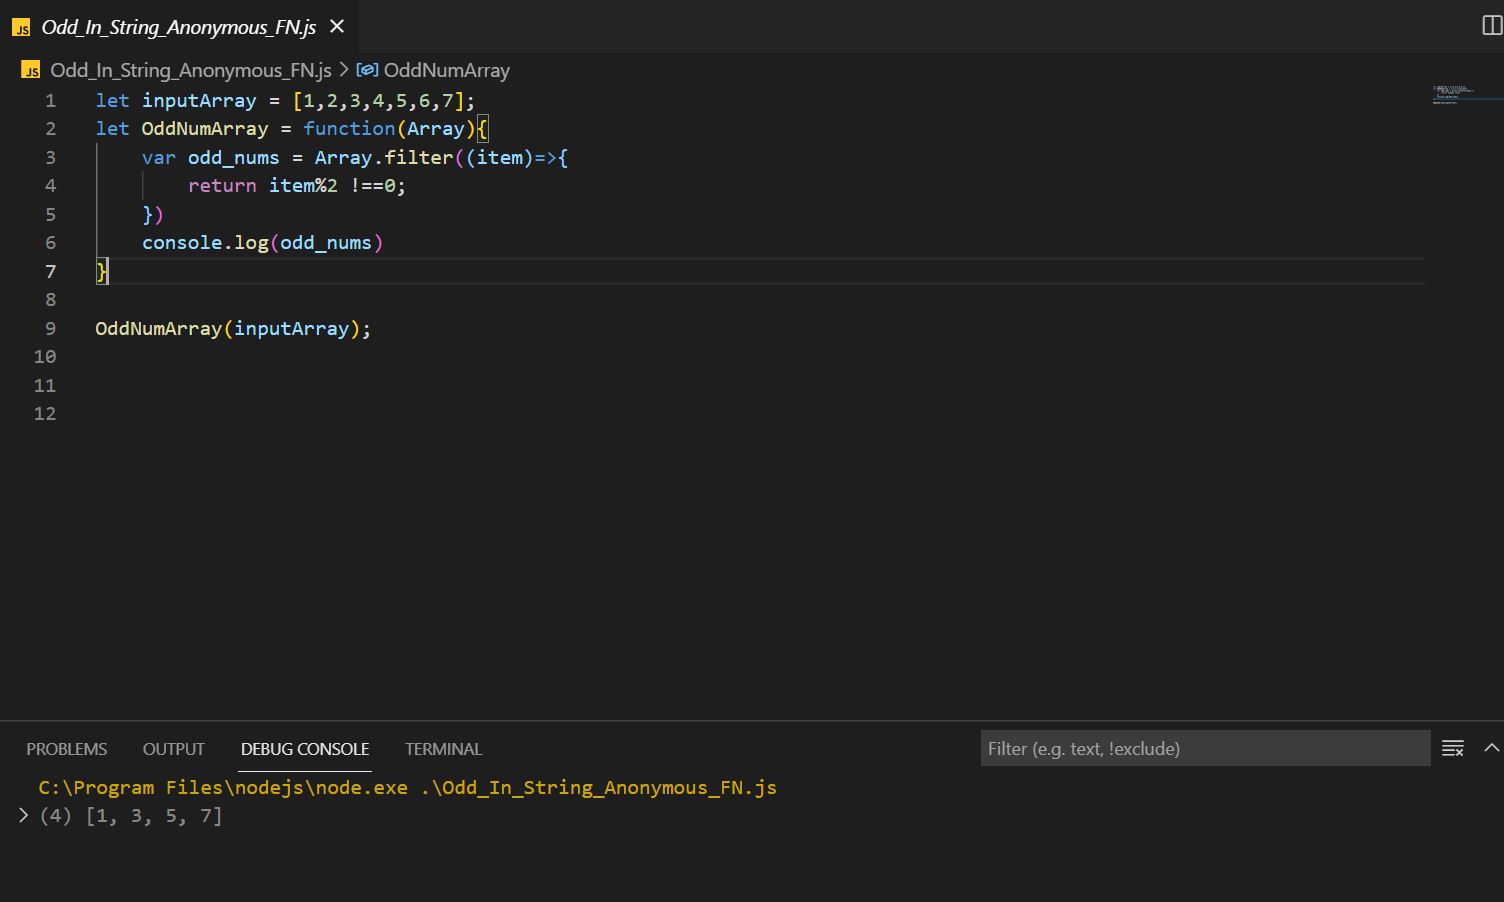 JS Odd_In_String_Anonymous_FN.js
JS Odd_In_String_Anonymous_FN.js > OddNumArray
1 let inputArray = [1,2,3,4,5,6,7];
2 let OddNumArray = function(Array){
3     var odd_nums = Array.filter((item)=>{
4         return item%2 !==0;
5     })
6     console.log(odd_nums)
7 }
8
9 OddNumArray(inputArray);
10
11
12
PROBLEMS OUTPUT DEBUG CONSOLE TERMINAL Filter (e.g. text, !exclude)
C:\Program Files\nodejs\node.exe .\Odd_In_String_Anonymous_FN.js
> (4) [1, 3, 5, 7]